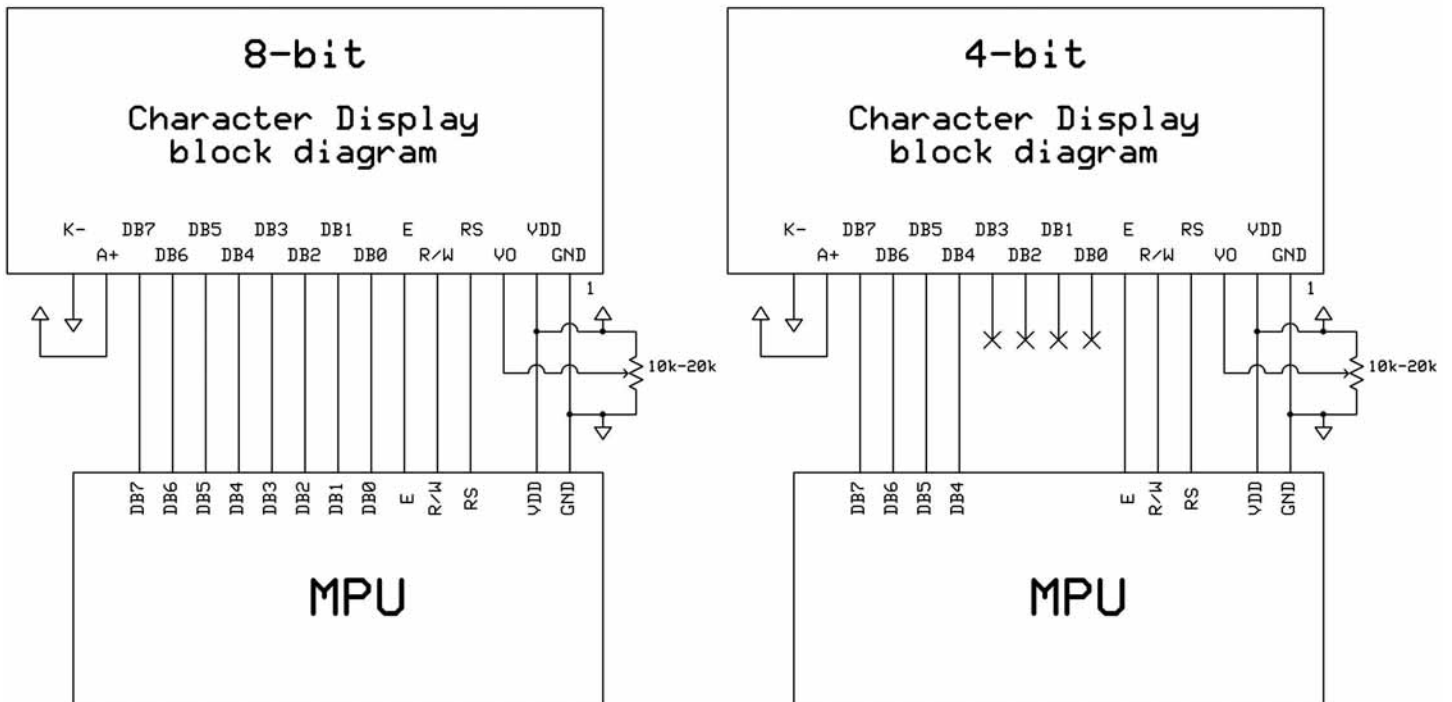 8-bit
Character Display
block diagram
K- DB7 DB5 DB3 DB1 E RS VDD
A+ DB6 DB4 DB2 DB0 R/W VO GND
1
10k-20k
DB7 DB6 DB5 DB4 DB3 DB2 DB1 DB0 E R/W RS VDD GND
MPU
4-bit
Character Display
block diagram
K- DB7 DB5 DB3 DB1 E RS VDD
A+ DB6 DB4 DB2 DB0 R/W VO GND
1
10k-20k
DB7 DB6 DB5 DB4 E R/W RS VDD GND
MPU